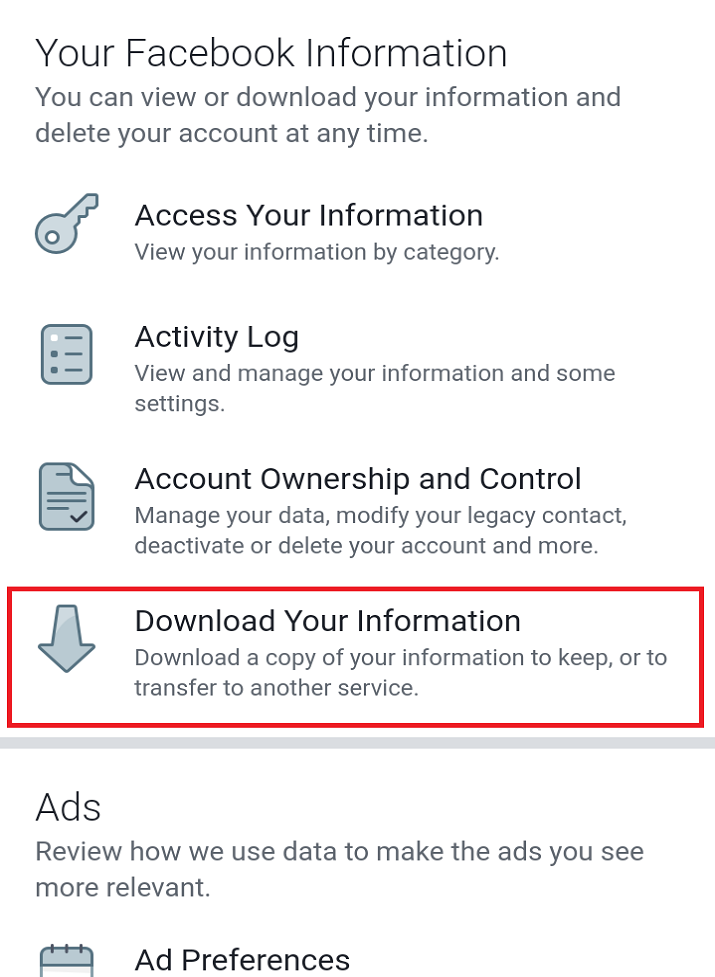 Your Facebook Information
You can view or download your information and
delete your account at any time.
Access Your Information
View your information by category.
Activity Log
View and manage your information and some
settings.
Account Ownership and Control
Manage your data, modify your legacy contact,
deactivate or delete your account and more.
Download Your Information
Download a copy of your information to keep, or to
transfer to another service.
Ads
Review how we use data to make the ads you see
more relevant.
Ad Preferences